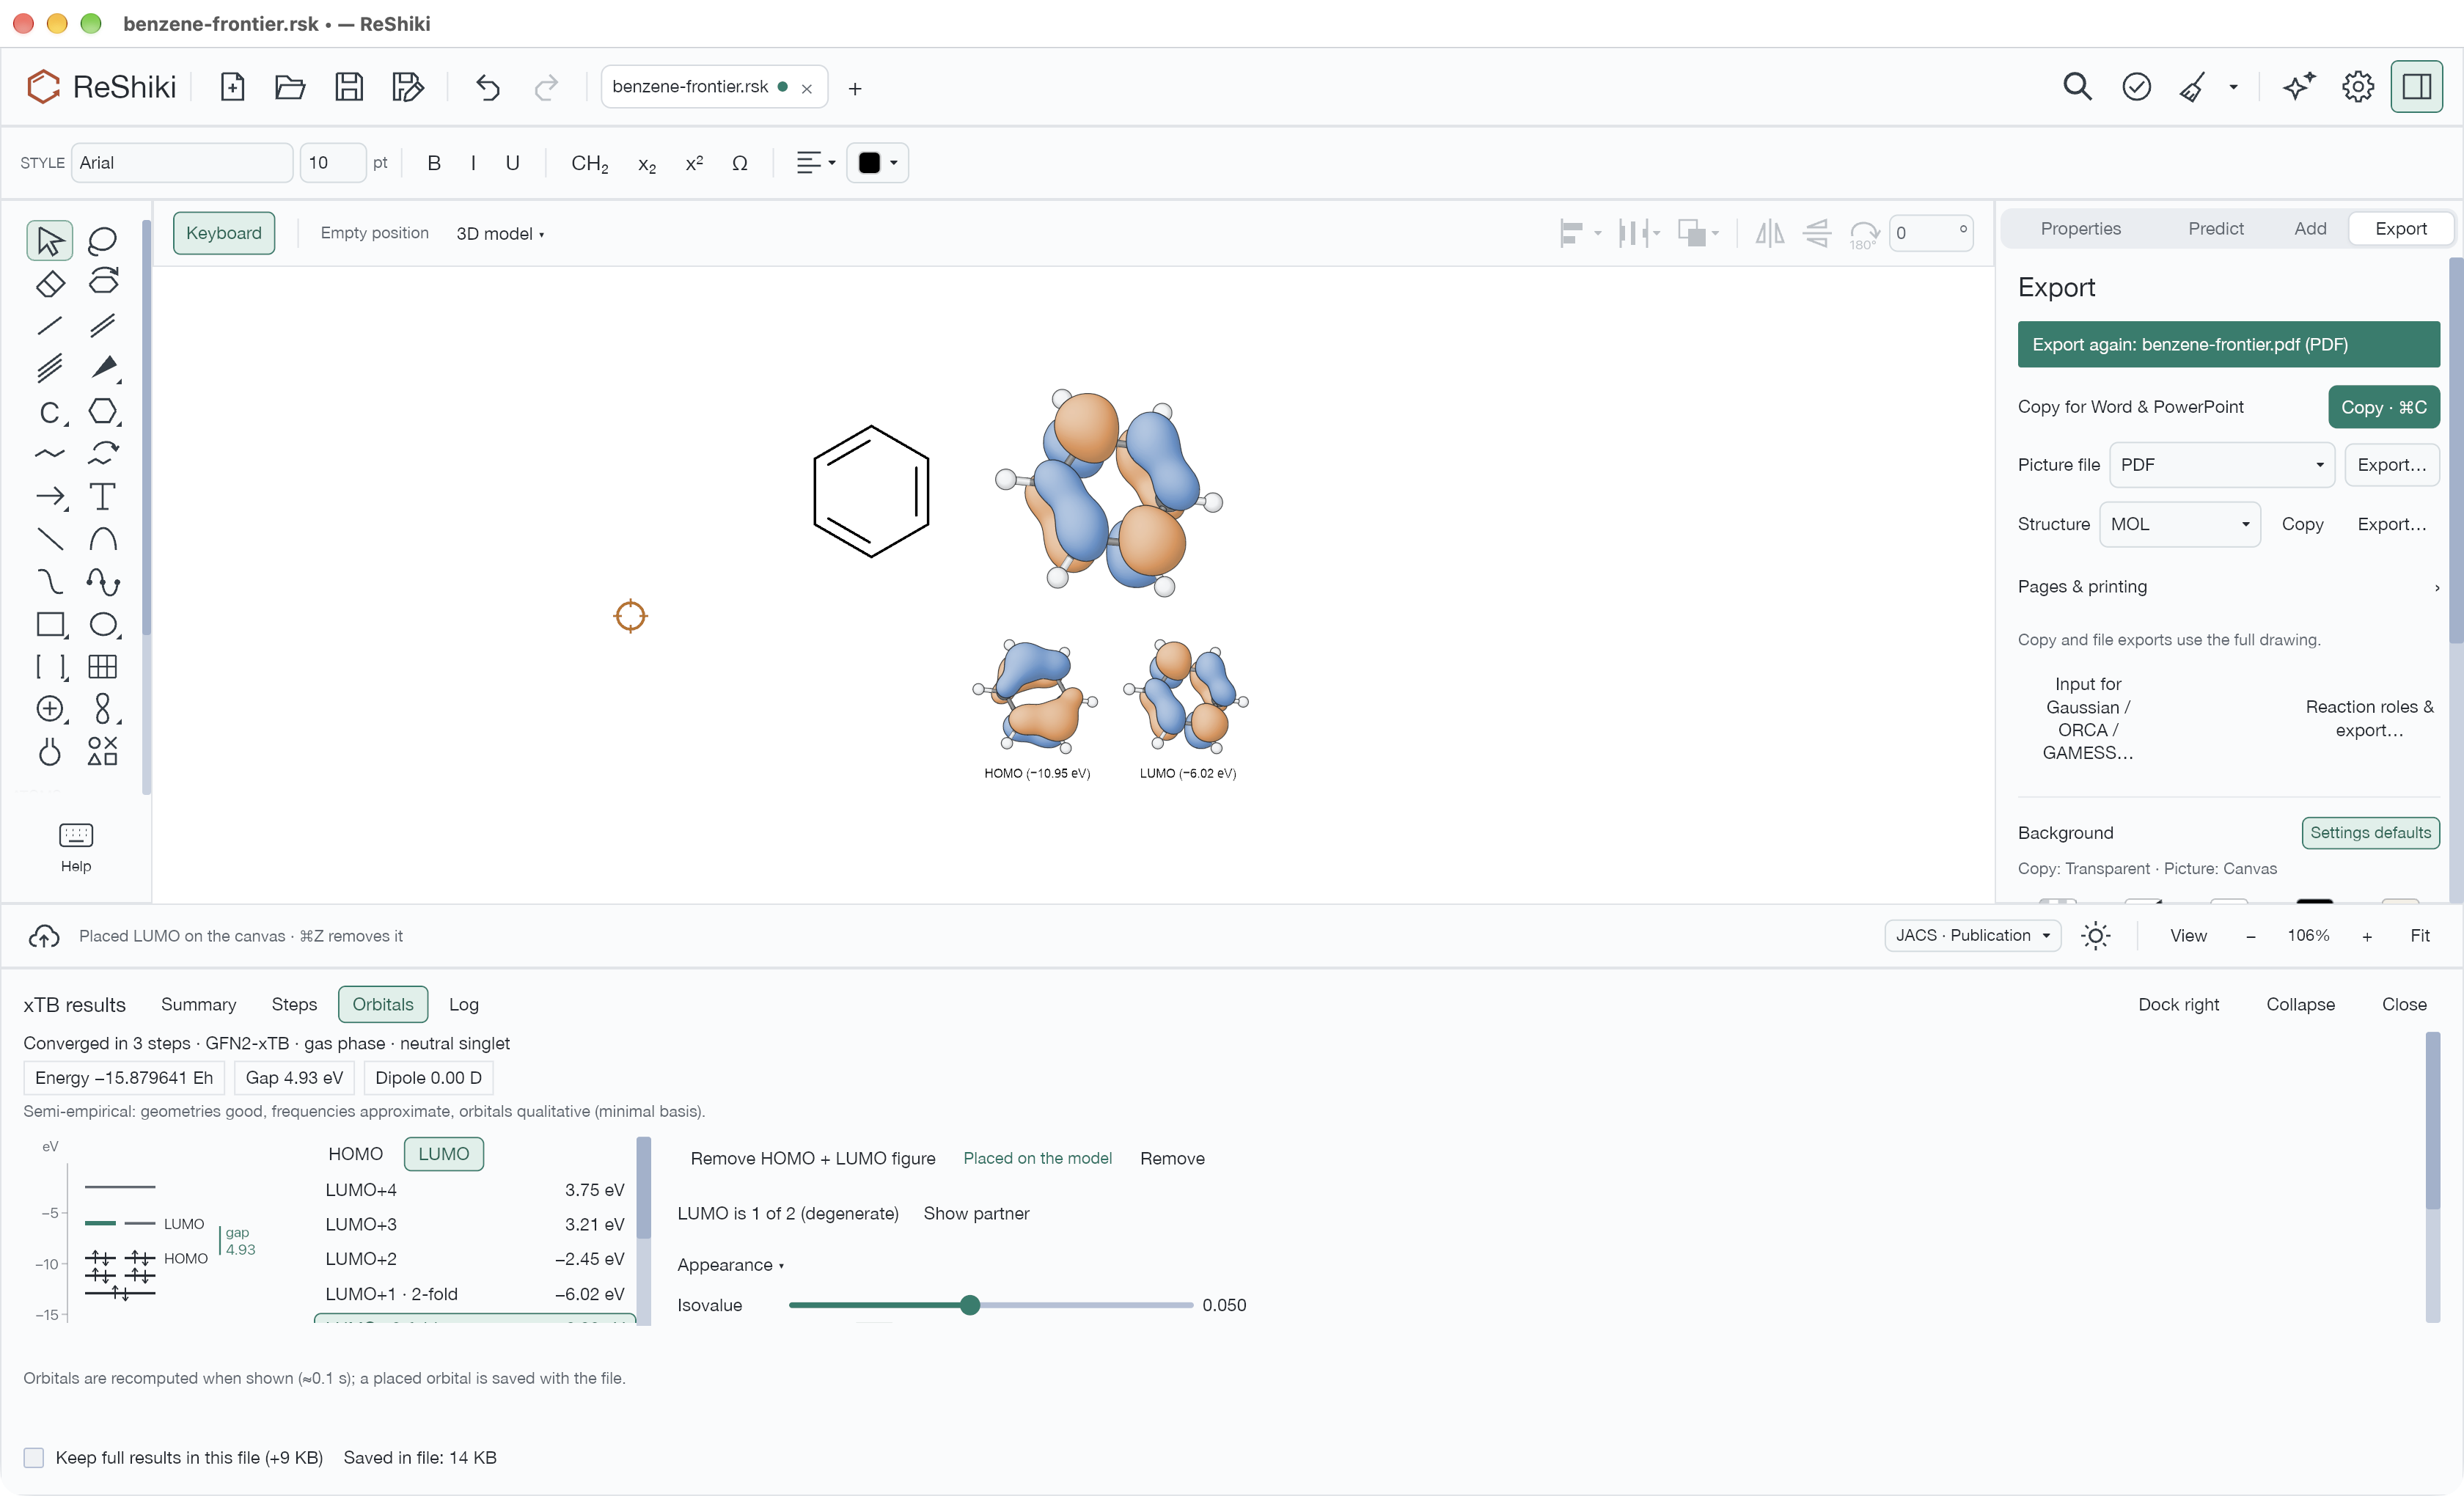 benzene-frontier.rsk • — ReShiki
ReShiki
benzene-frontier.rsk
STYLE Arial 10 pt B I U CH₂ x₂ x² Ω
Keyboard Empty position 3D model 0 °
180°
Properties Predict Add Export
Export
Export again: benzene-frontier.pdf (PDF)
Copy for Word & PowerPoint Copy · ⌘C
Picture file PDF Export...
Structure MOL Copy Export...
Pages & printing ›
Copy and file exports use the full drawing.
Input for
Gaussian /
ORCA /
GAMESS...
Reaction roles &
export...
Background Settings defaults
Copy: Transparent · Picture: Canvas
C
T
Help
HOMO (−10.95 eV) LUMO (−6.02 eV)
Placed LUMO on the canvas · ⌘Z removes it
JACS · Publication View − 106% + Fit
xTB results Summary Steps Orbitals Log Dock right Collapse Close
Converged in 3 steps · GFN2-xTB · gas phase · neutral singlet
Energy −15.879641 Eh Gap 4.93 eV Dipole 0.00 D
Semi-empirical: geometries good, frequencies approximate, orbitals qualitative (minimal basis).
eV
−5
−10
−15
LUMO
HOMO
gap
4.93
HOMO LUMO
LUMO+4 3.75 eV
LUMO+3 3.21 eV
LUMO+2 −2.45 eV
LUMO+1 · 2-fold −6.02 eV
Remove HOMO + LUMO figure Placed on the model Remove
LUMO is 1 of 2 (degenerate) Show partner
Appearance
Isovalue 0.050
Orbitals are recomputed when shown (≈0.1 s); a placed orbital is saved with the file.
Keep full results in this file (+9 KB) Saved in file: 14 KB